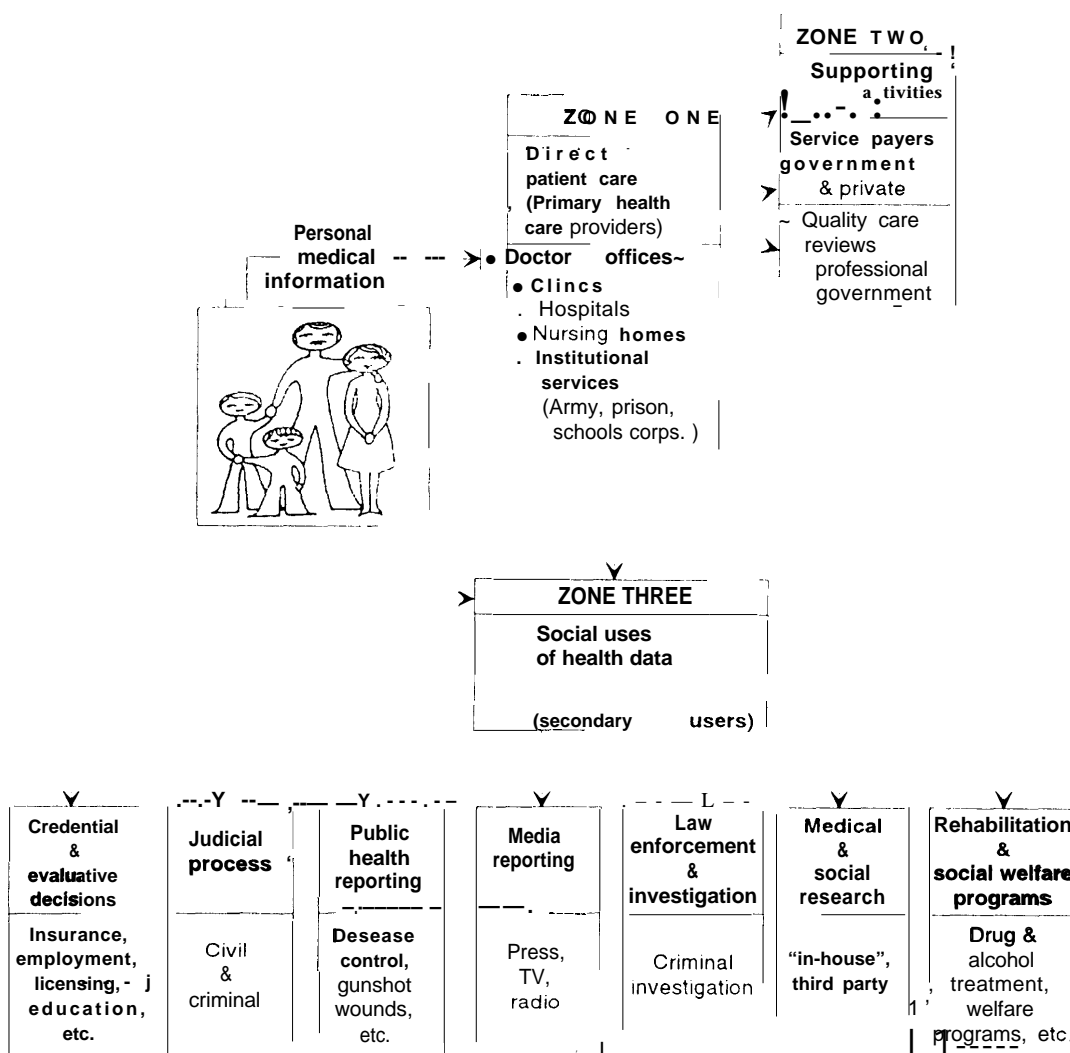 ZONE TWO
Supporting
a tivities
Service payers
government
& private
Quality care
reviews
professional
government
ZONE ONE
Direct
patient care
(Primary health
care providers)
• Doctor offices~
• Clincs
. Hospitals
• Nursing homes
. Institutional
services
(Army, prison,
schools corps. )
Personal
medical
information
ZONE THREE
Social uses
of health data
(secondary users)
Credential
&
evaluative
decisions
Insurance,
employment,
licensing,
education,
etc.
Judicial
process
Civil
&
criminal
Public
health
reporting
Desease
control,
gunshot
wounds,
etc.
Media
reporting
Press,
TV,
radio
Law
enforcement
&
investigation
Criminal
investigation
Medical
&
social
research
"in-house",
third party
Rehabilitation
&
social welfare
programs
Drug &
alcohol
treatment,
welfare
programs, etc.